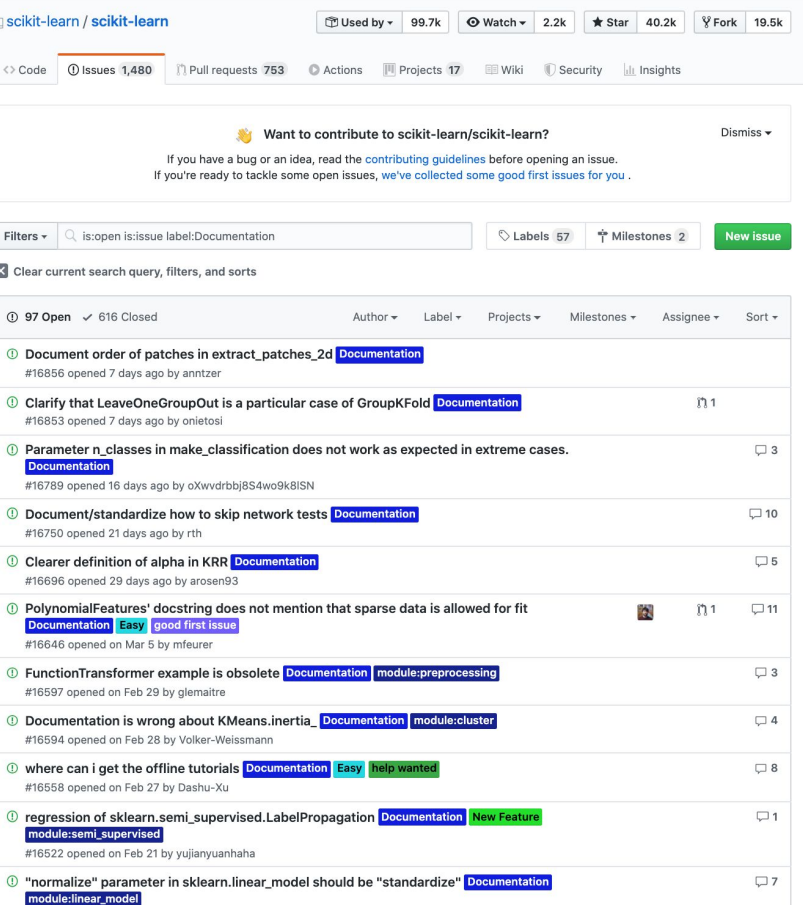 scikit-learn / scikit-learn
Used by 99.7k Watch 2.2k Star 40.2k Fork 19.5k
Code Issues 1,480 Pull requests 753 Actions Projects 17 Wiki Security Insights
Want to contribute to scikit-learn/scikit-learn? Dismiss
If you have a bug or an idea, read the contributing guidelines before opening an issue.
If you're ready to tackle some open issues, we've collected some good first issues for you .
Filters is:open is:issue label:Documentation Labels 57 Milestones 2 New issue
Clear current search query, filters, and sorts
97 Open 616 Closed Author Label Projects Milestones Assignee Sort
Document order of patches in extract_patches_2d Documentation
#16856 opened 7 days ago by anntzer
Clarify that LeaveOneGroupOut is a particular case of GroupKFold Documentation 1
#16853 opened 7 days ago by onietosi
Parameter n_classes in make_classification does not work as expected in extreme cases. 3
Documentation
#16789 opened 16 days ago by oXwvdrbbj8S4wo9k8lSN
Document/standardize how to skip network tests Documentation 10
#16750 opened 21 days ago by rth
Clearer definition of alpha in KRR Documentation 5
#16696 opened 29 days ago by arosen93
PolynomialFeatures' docstring does not mention that sparse data is allowed for fit 1 11
Documentation Easy good first issue
#16646 opened on Mar 5 by mfeurer
FunctionTransformer example is obsolete Documentation module:preprocessing 3
#16597 opened on Feb 29 by glemaitre
Documentation is wrong about KMeans.inertia_ Documentation module:cluster 4
#16594 opened on Feb 28 by Volker-Weissmann
where can i get the offline tutorials Documentation Easy help wanted 8
#16558 opened on Feb 27 by Dashu-Xu
regression of sklearn.semi_supervised.LabelPropagation Documentation New Feature 1
module:semi_supervised
#16522 opened on Feb 21 by yujianyuanhaha
"normalize" parameter in sklearn.linear_model should be "standardize" Documentation 7
module:linear_model